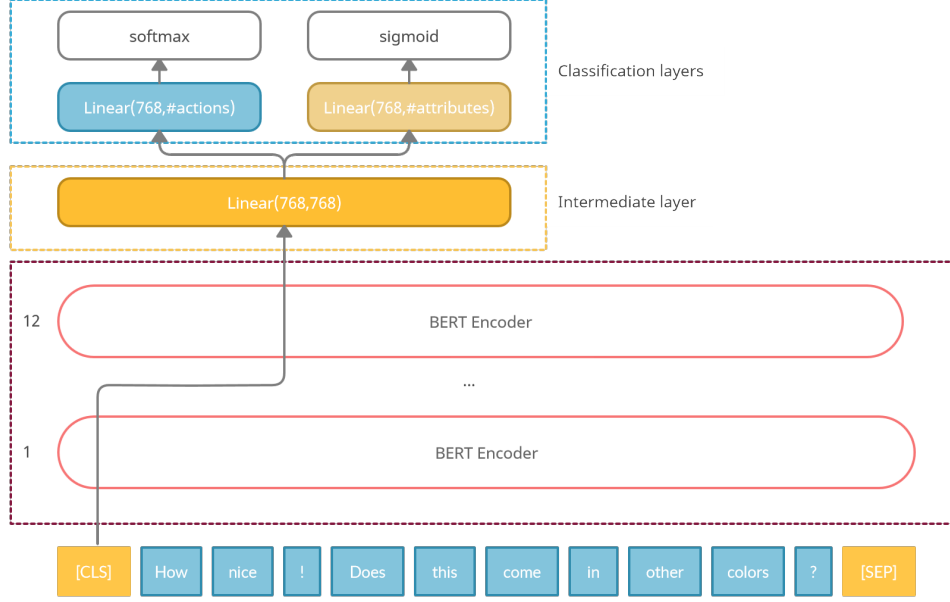 softmax
sigmoid
Classification layers
Linear(768,#actions)
Linear(768,#attributes)
Linear(768,768)
Intermediate layer
12
BERT Encoder
...
1
BERT Encoder
[CLS] How nice ! Does this come in other colors ? [SEP]